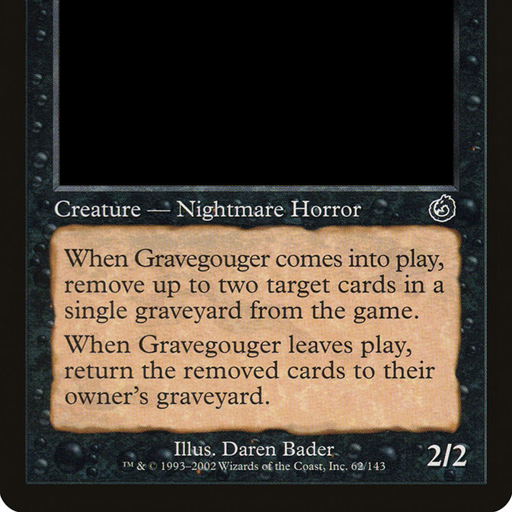 Creature — Nightmare Horror
When Gravegouger comes into play,
remove up to two target cards in a
single graveyard from the game.
When Gravegouger leaves play,
return the removed cards to their
owner's graveyard.
Illus. Daren Bader
™ & © 1993–2002 Wizards of the Coast, Inc. 62/143
2/2